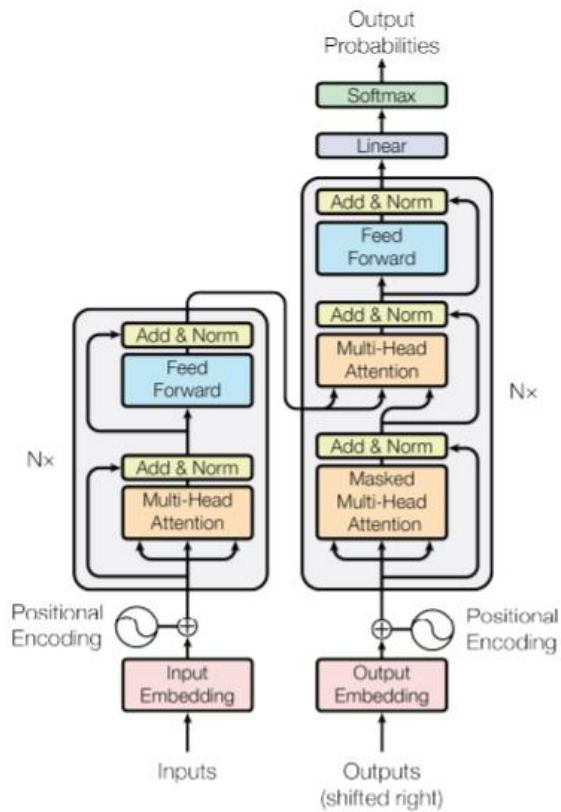 Output
Probabilities
Softmax
Linear
Add & Norm
Feed
Forward
Add & Norm
Multi-Head
Attention
Nx
Add & Norm
Masked
Multi-Head
Attention
Add & Norm
Feed
Forward
Nx
Add & Norm
Multi-Head
Attention
Positional
Encoding
Positional
Encoding
Input
Embedding
Output
Embedding
Inputs
Outputs
(shifted right)